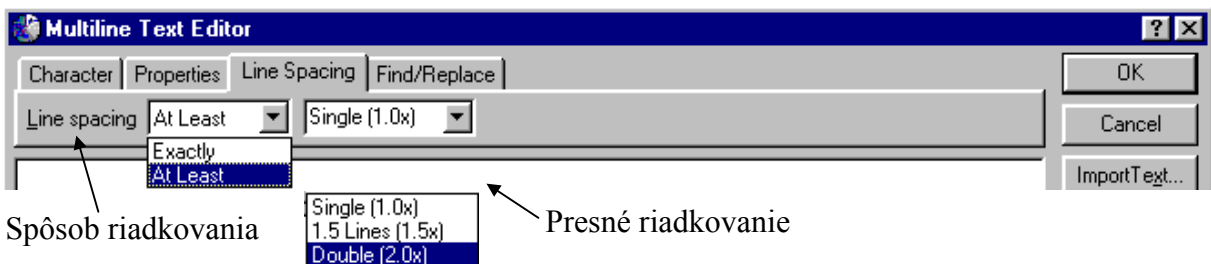 Multiline Text Editor
Character Properties Line Spacing Find/Replace
OK
Line spacing At Least Single (1.0x)
Cancel
Exactly
At Least
ImportText...
Single (1.0x)
1.5 Lines (1.5x)
Double (2.0x)
Spôsob riadkovania
Presné riadkovanie